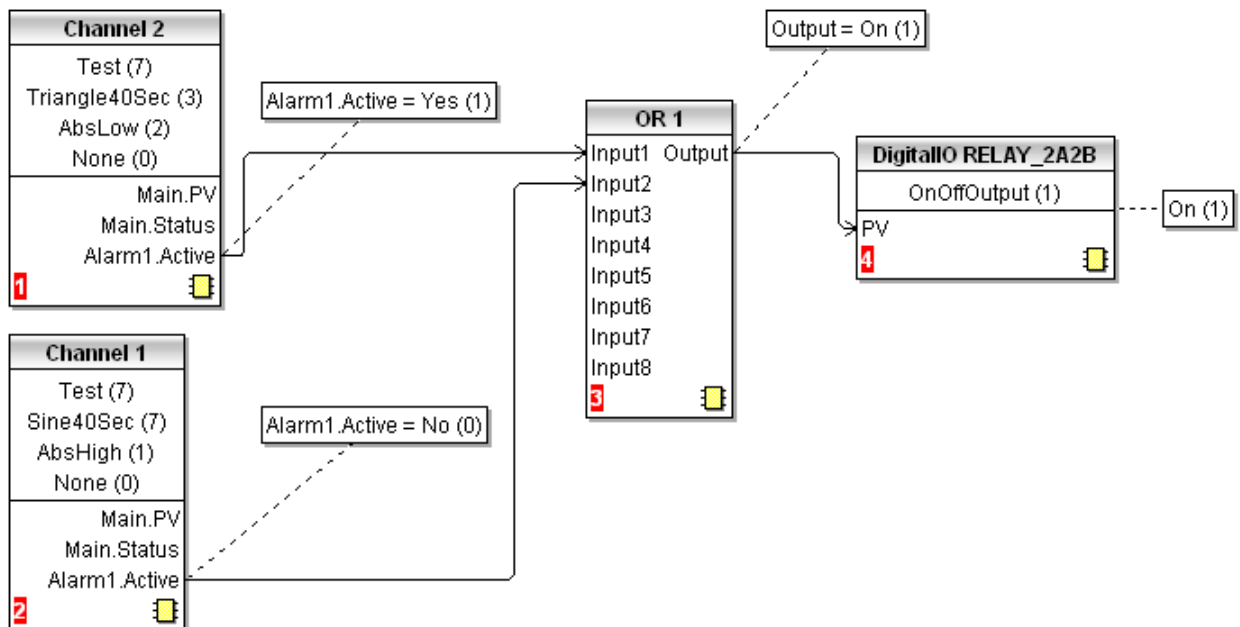 Channel 2
Test (7)
Triangle40Sec (3)
AbsLow (2)
None (0)
Main.PV
Main.Status
Alarm1.Active
1
Alarm1.Active = Yes (1)
Channel 1
Test (7)
Sine40Sec (7)
AbsHigh (1)
None (0)
Main.PV
Main.Status
Alarm1.Active
2
Alarm1.Active = No (0)
OR 1
Input1 Output
Input2
Input3
Input4
Input5
Input6
Input7
Input8
3
Output = On (1)
DigitalIO RELAY_2A2B
OnOffOutput (1)
PV
4
On (1)